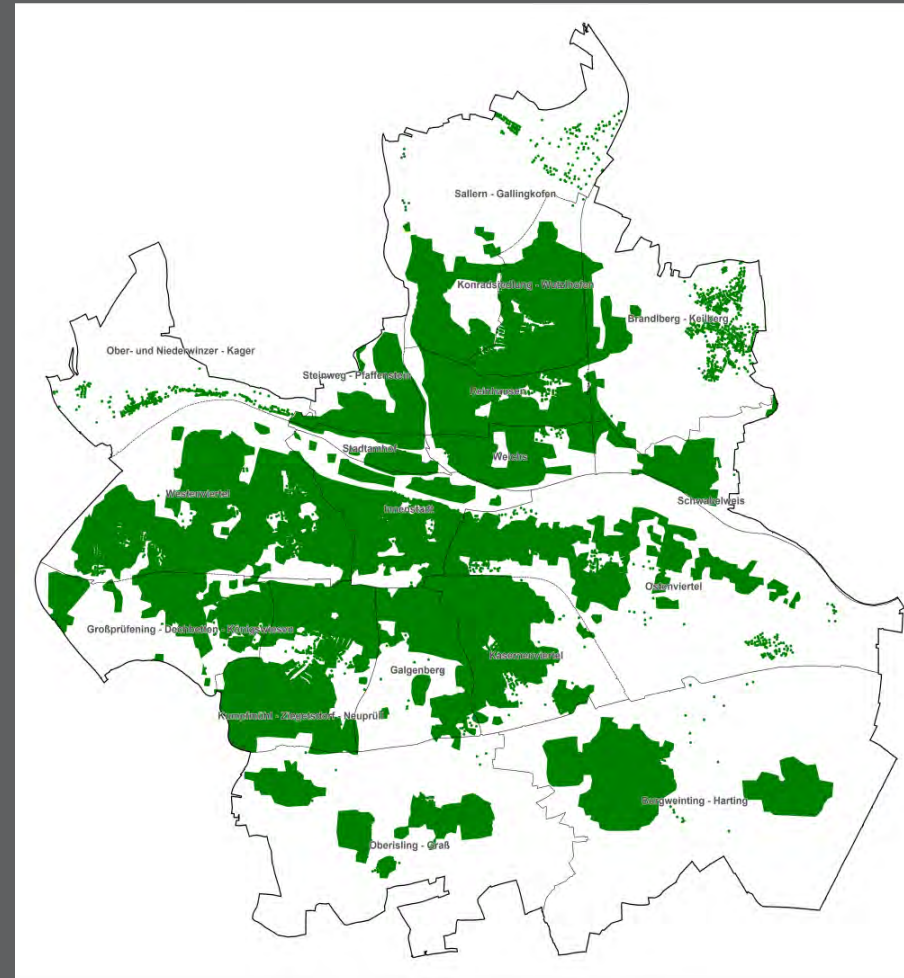 Sallern - Gallingkofen
Konradsiedlung - Wutzlhofen
Brandlberg - Keilberg
Ober- und Niederwinzer - Kager
Steinweg - Pfaffenstein
Reinhausen
Stadtamhof
Weichs
Schwabelweis
Westenviertel
Innenstadt
Ostenviertel
Großprüfening - Dechbetten - Königswiesen
Kasernenviertel
Galgenberg
Kumpfmühl - Ziegetsdorf - Neuprüll
Burgweinting - Harting
Oberisling - Graß